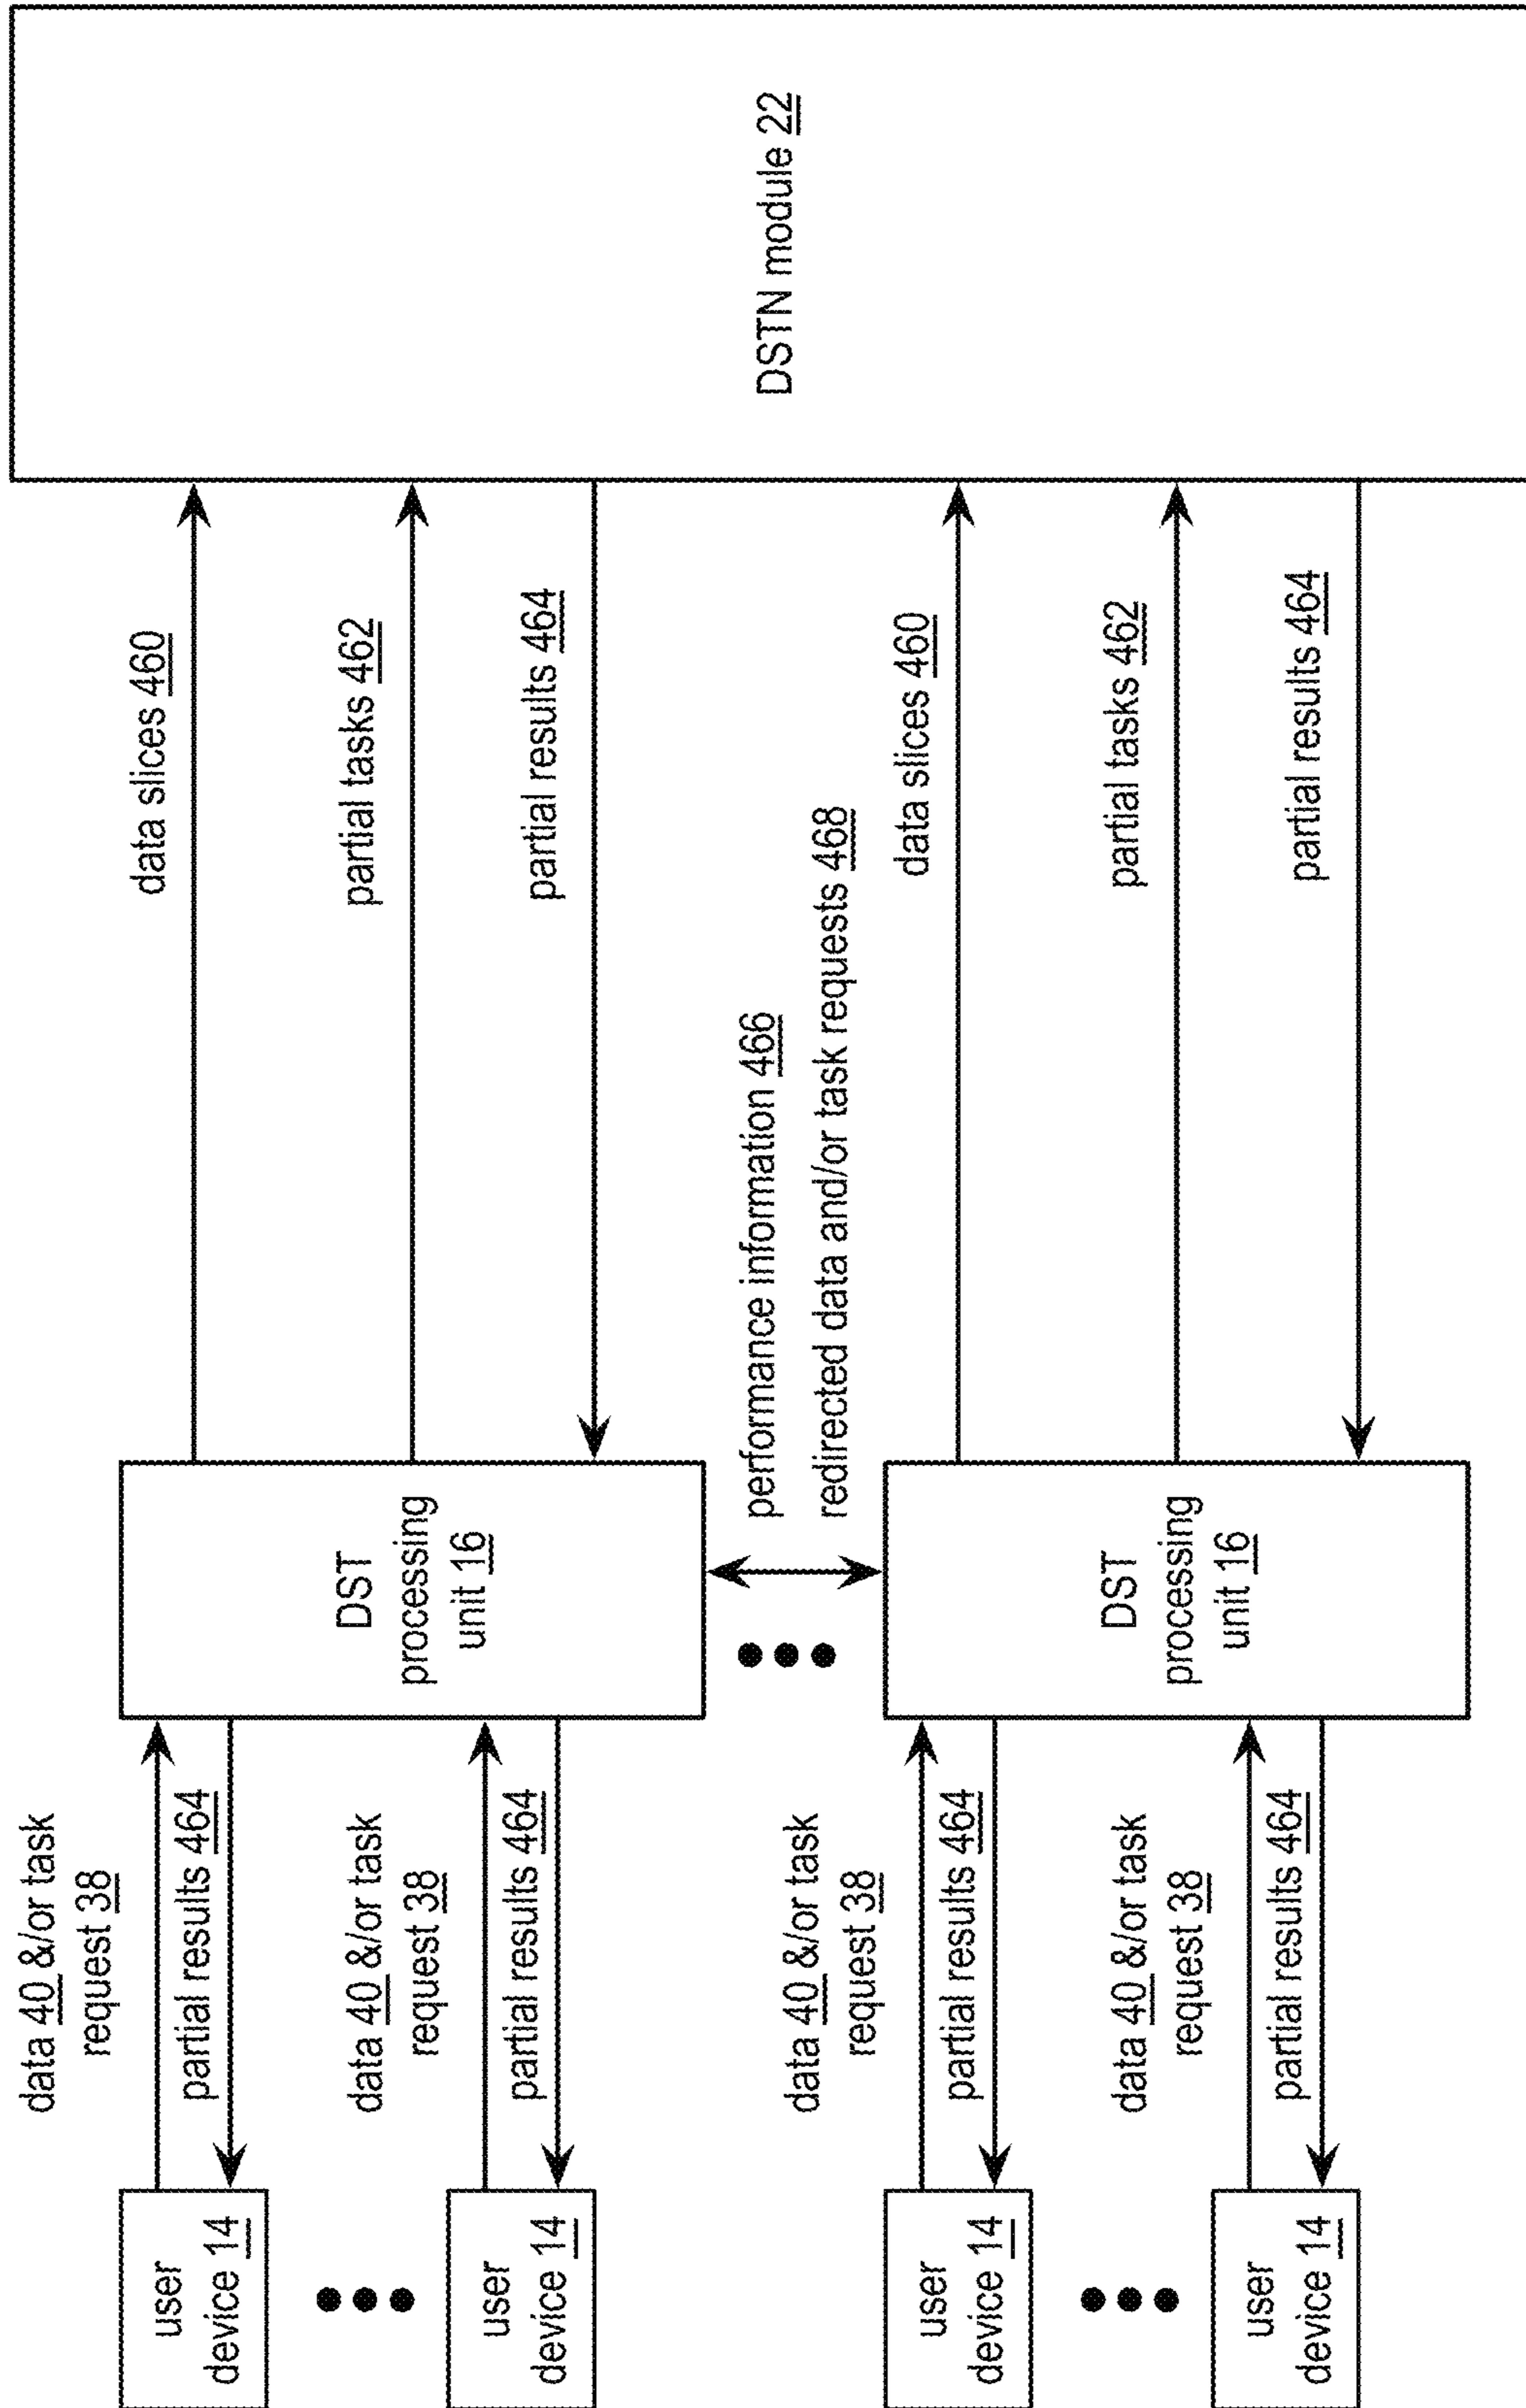 data 40 &/or task
request 38
partial results 464
user
device 14
data 40 &/or task
request 38
partial results 464
user
device 14
DST
processing
unit 16
data slices 460
partial tasks 462
partial results 464
performance information 466
redirected data and/or task requests 468
data 40 &/or task
request 38
partial results 464
user
device 14
data 40 &/or task
request 38
partial results 464
user
device 14
DST
processing
unit 16
data slices 460
partial tasks 462
partial results 464
DSTN module 22